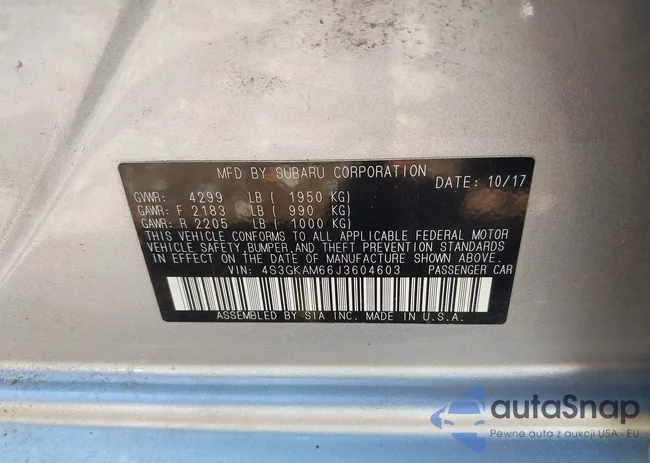 MFD BY SUBARU CORPORATION
DATE: 10/17
GVWR: 4299 LB ( 1950 KG)
GAWR: F 2183 LB ( 990 KG)
GAWR: R 2205 LB ( 1000 KG)
THIS VEHICLE CONFORMS TO ALL APPLICABLE FEDERAL MOTOR
VEHICLE SAFETY, BUMPER, AND THEFT PREVENTION STANDARDS
IN EFFECT ON THE DATE OF MANUFACTURE SHOWN ABOVE.
VIN: 4S3GKAM66J3604603 PASSENGER CAR
ASSEMBLED BY SIA INC. MADE IN U.S.A.
autaSnap
Pewne auta z aukcji USA i EU